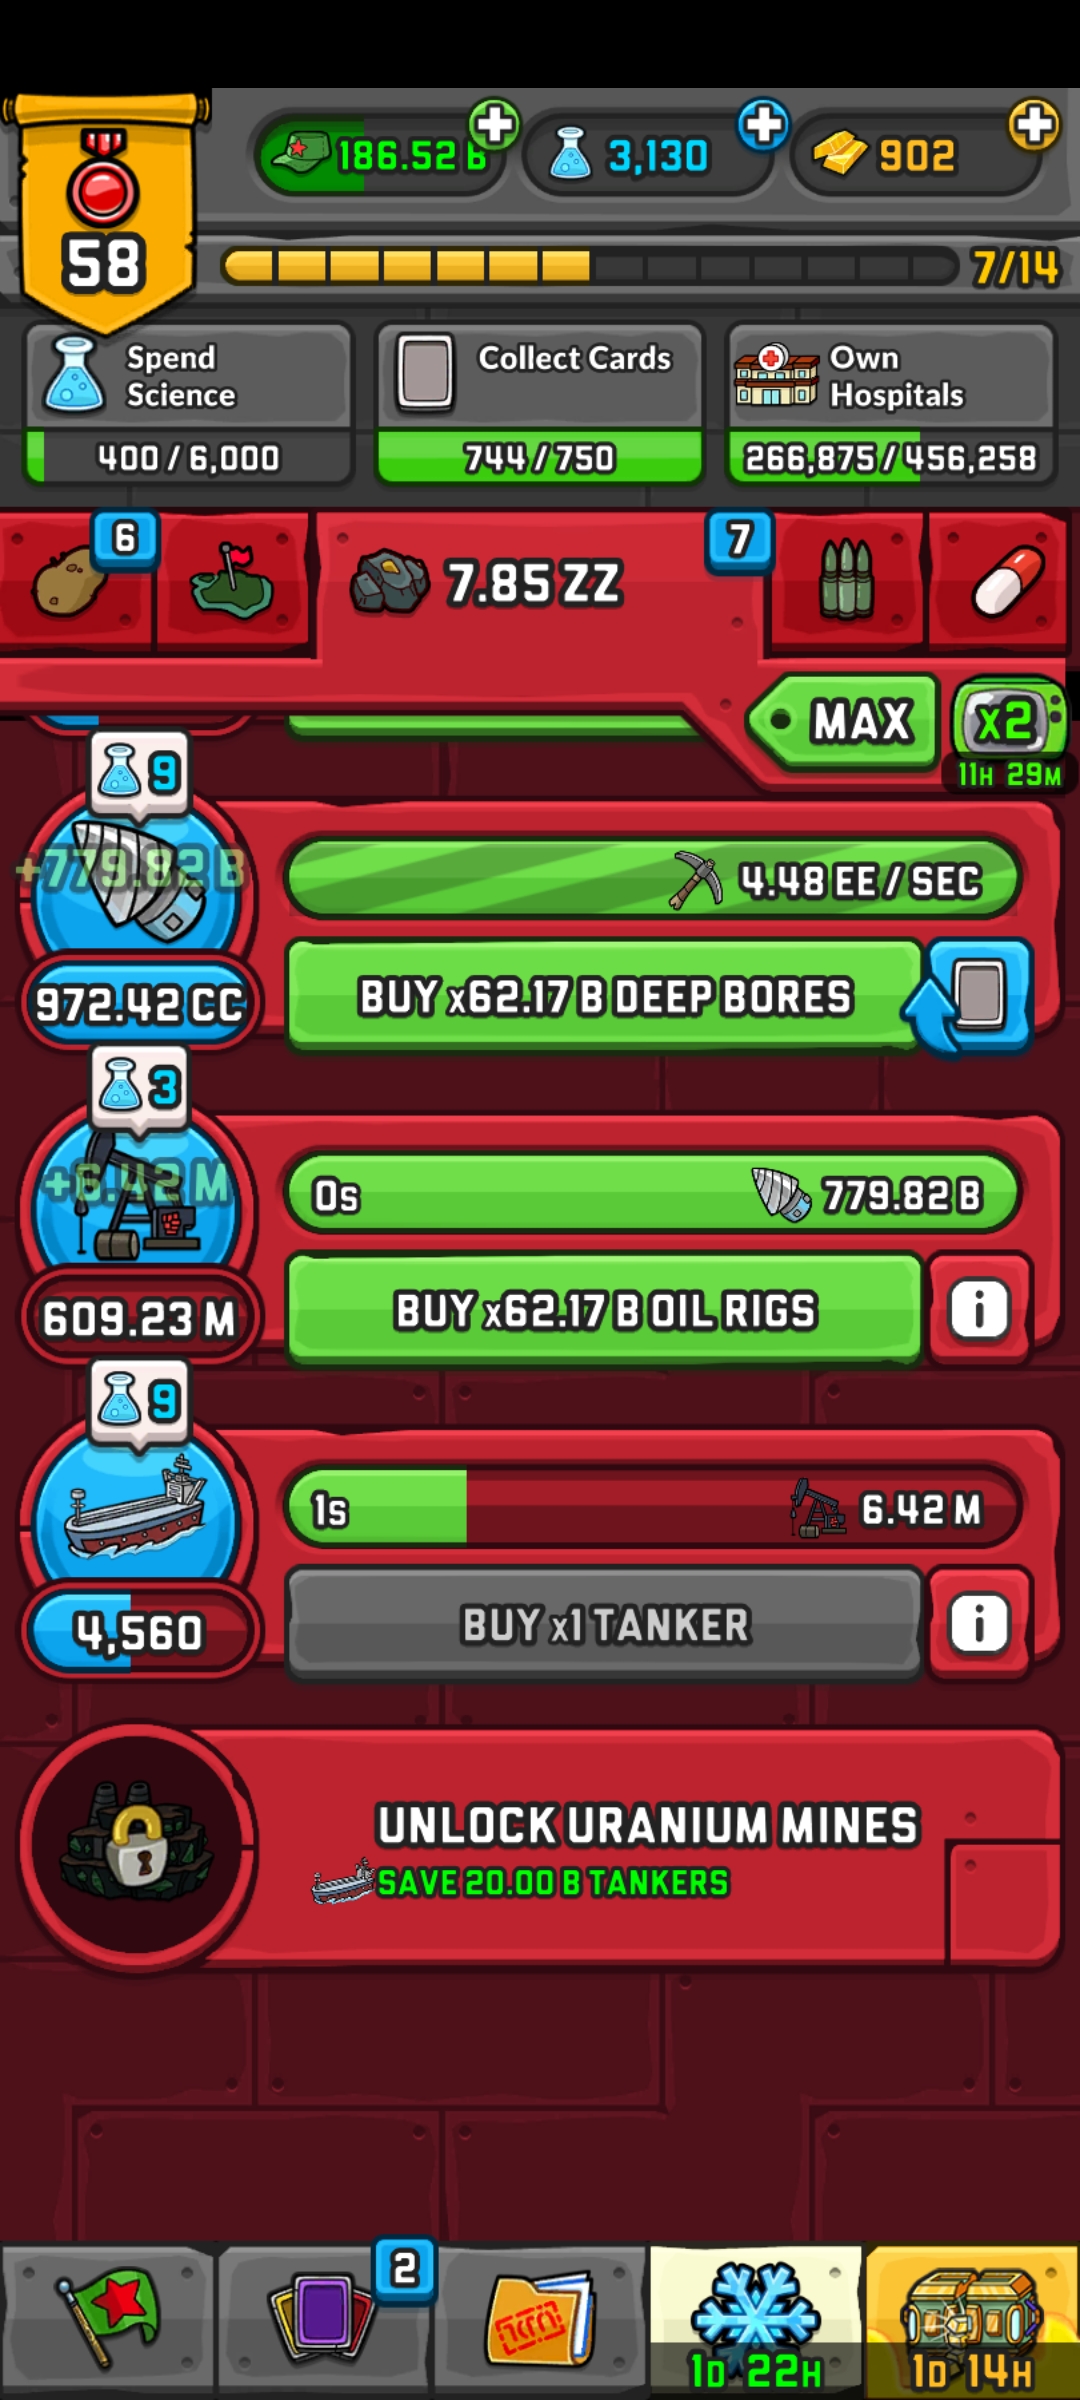 186.52 B
3,130
902
58
7/14
Spend
Science
400 / 6,000
Collect Cards
744 / 750
Own
Hospitals
266,875 / 456,258
6
7.85 ZZ
7
MAX
x2
11H 29M
9
+779.82 B
4.48 EE / SEC
972.42 CC
BUY x62.17 B DEEP BORES
3
+6.42 M
0s
779.82 B
609.23 M
BUY x62.17 B OIL RIGS
i
9
1s
6.42 M
4,560
BUY x1 TANKER
i
UNLOCK URANIUM MINES
SAVE 20.00 B TANKERS
2
1D 22H
1D 14H